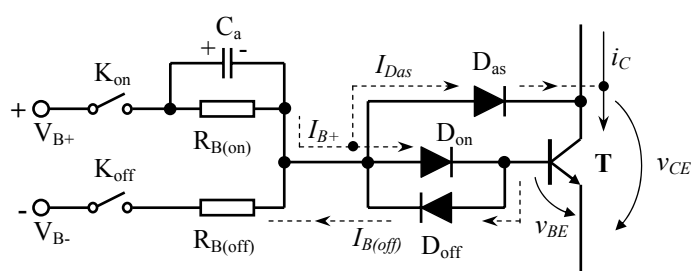 C_a
+ -
K_on
I_Das
D_as
i_C
+
V_B+
R_B(on)
I_B+
D_on
T
v_CE
K_off
-
V_B-
R_B(off)
I_B(off)
D_off
v_BE